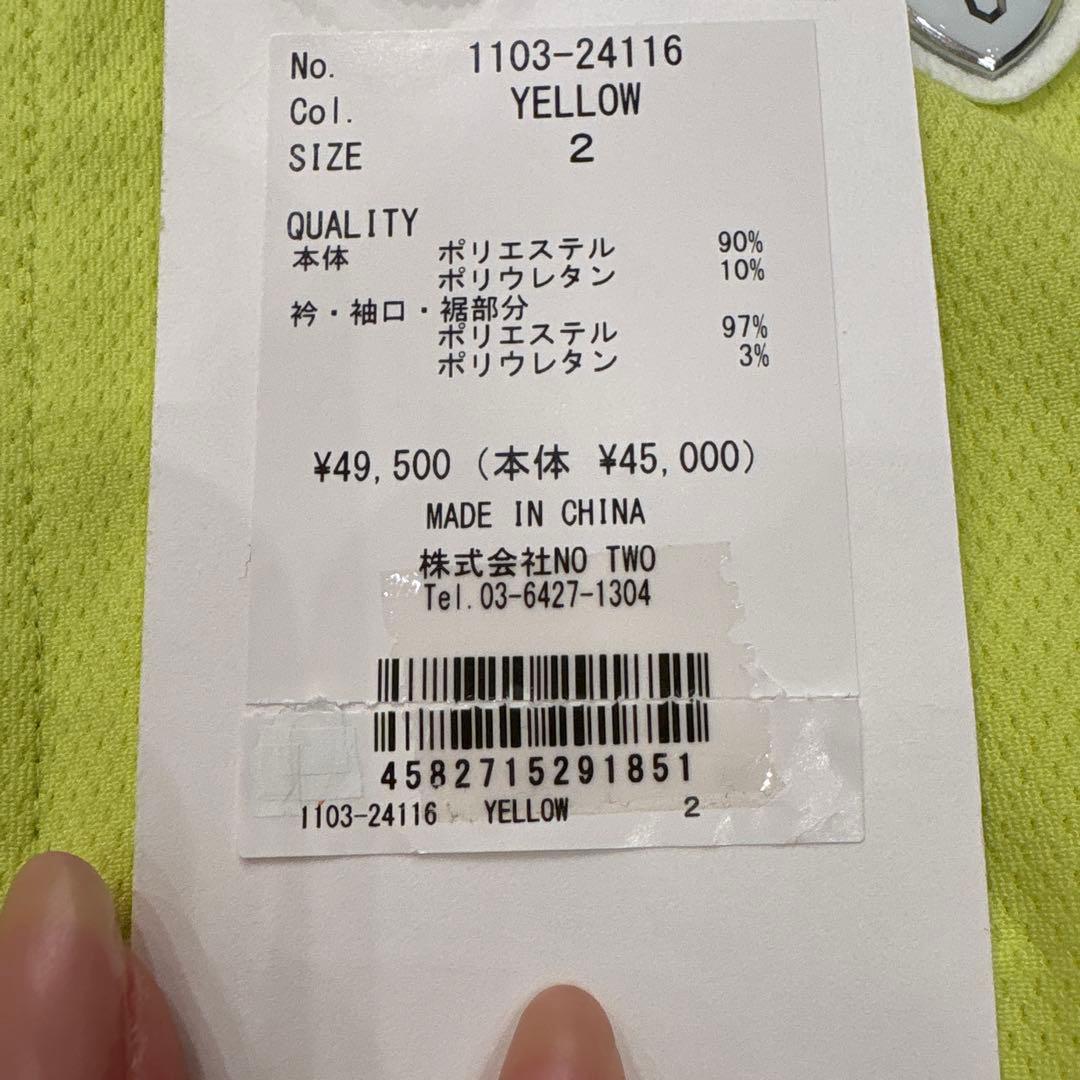 No. 1103-24116
Col. YELLOW
SIZE 2
QUALITY
本体 ポリエステル 90%
ポリウレタン 10%
衿・袖口・裾部分
ポリエステル 97%
ポリウレタン 3%
¥49,500 (本体 ¥45,000)
MADE IN CHINA
株式会社NO TWO
Tel.03-6427-1304
4582715291851
1103-24116 YELLOW 2